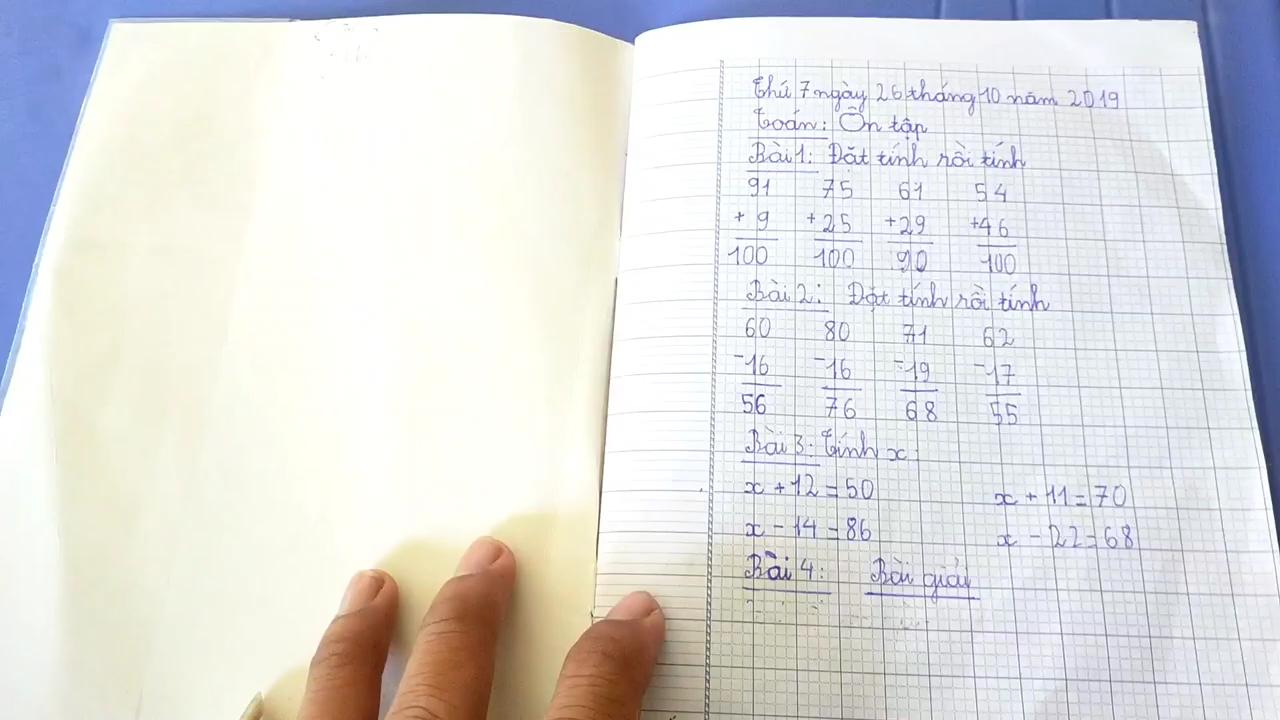 Thứ 7 ngày 26 tháng 10 năm 2019
Toán: Ôn tập
Bài 1: Đặt tính rồi tính
91 75 61 54
+ 9 + 25 + 29 + 46
100 100 90 100
Bài 2: Đặt tính rồi tính
60 80 71 62
- 16 - 16 - 19 - 17
56 76 68 55
Bài 3: Tính x
x + 12 = 50 x + 11 = 70
x - 14 = 86 x - 22 = 68
Bài 4: Bài giải